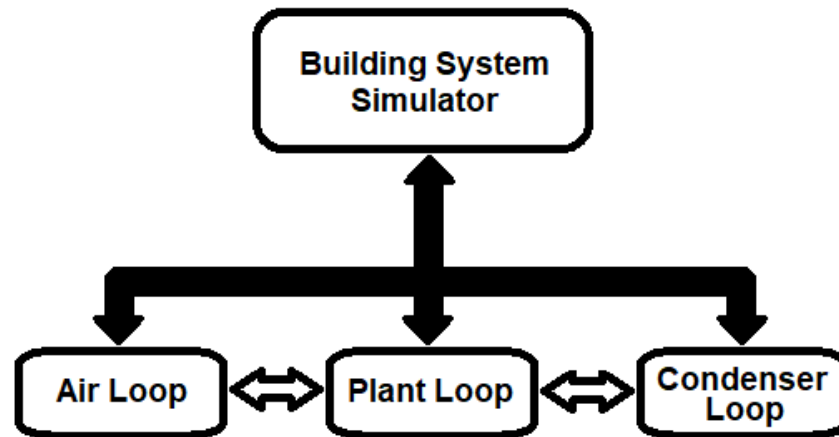 Building System
Simulator
Air Loop
Plant Loop
Condenser
Loop